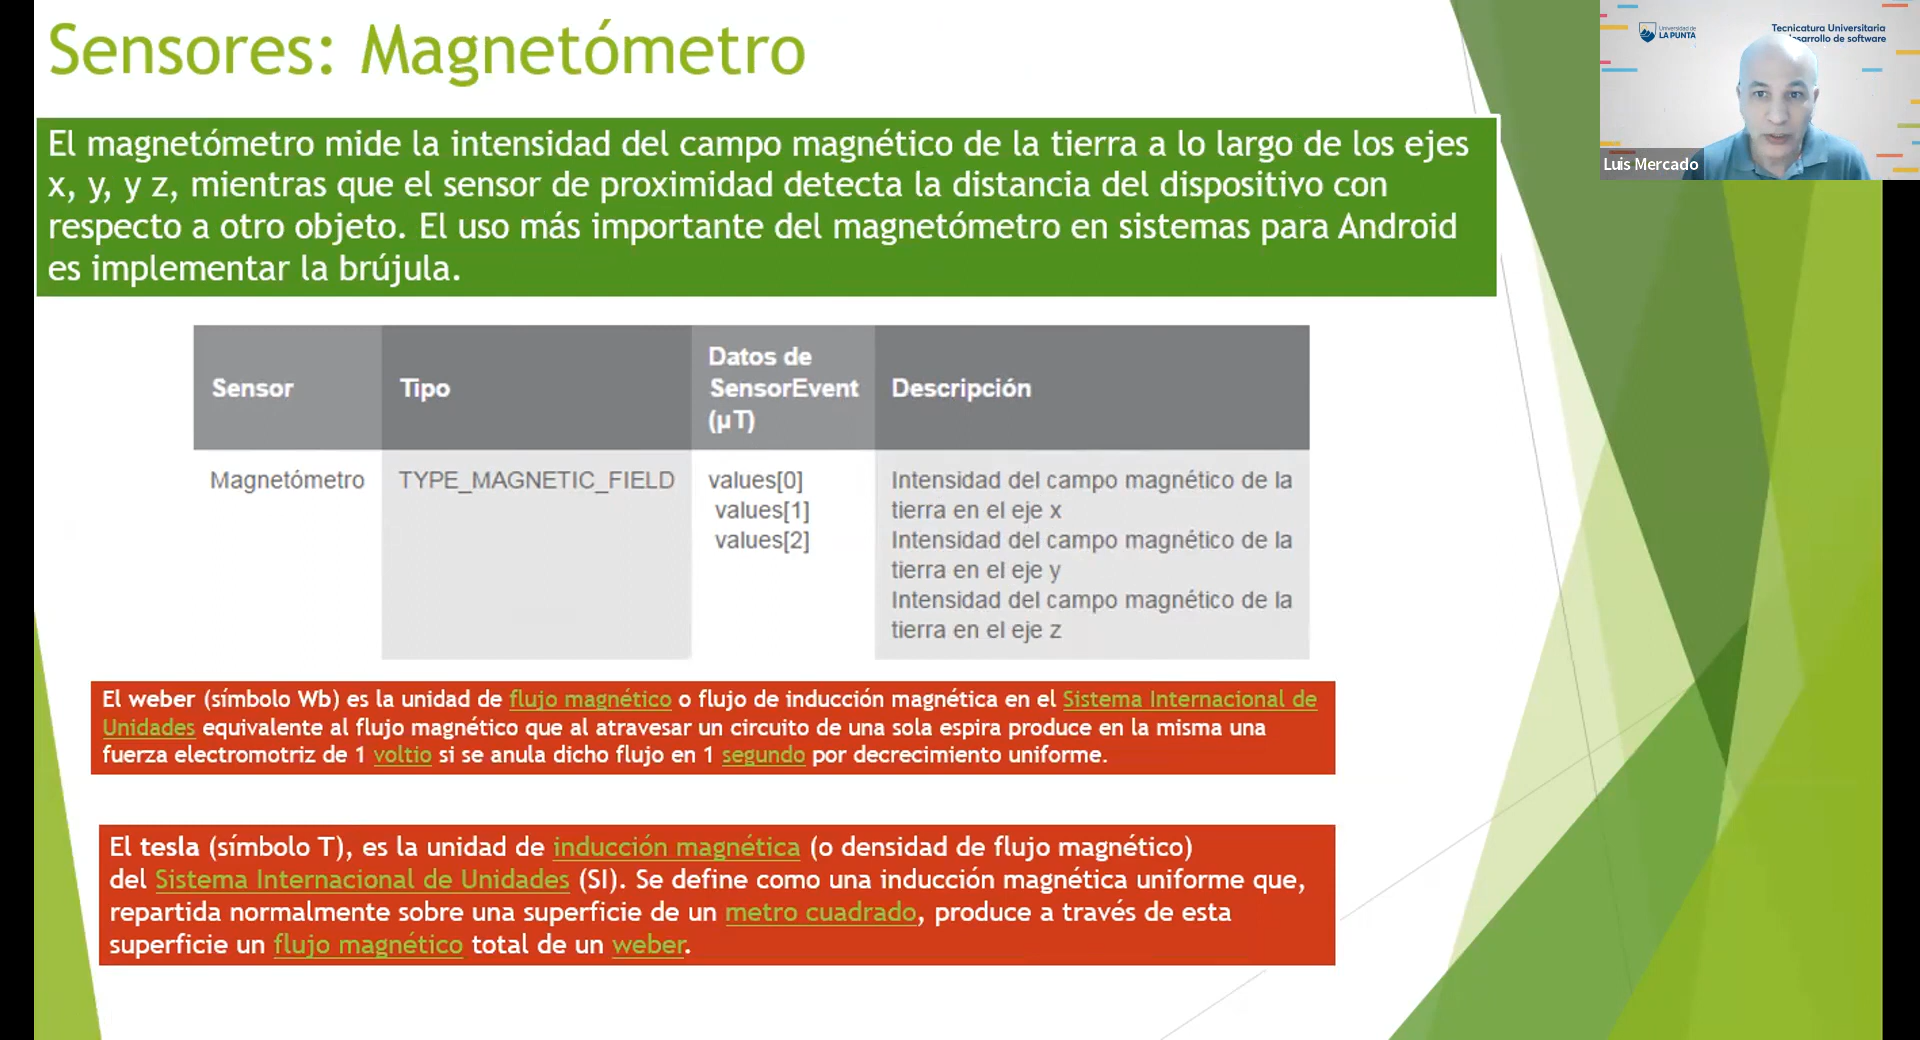 Sensores: Magnetómetro
Universidad de
LA PUNTA
Tecnicatura Universitaria
esarrollo de software
Luis Mercado
El magnetómetro mide la intensidad del campo magnético de la tierra a lo largo de los ejes
x, y, y z, mientras que el sensor de proximidad detecta la distancia del dispositivo con
respecto a otro objeto. El uso más importante del magnetómetro en sistemas para Android
es implementar la brújula.
Sensor
Tipo
Datos de
SensorEvent
(µT)
Descripción
Magnetómetro
TYPE_MAGNETIC_FIELD
values[0]
values[1]
values[2]
Intensidad del campo magnético de la
tierra en el eje x
Intensidad del campo magnético de la
tierra en el eje y
Intensidad del campo magnético de la
tierra en el eje z
El weber (símbolo Wb) es la unidad de flujo magnético o flujo de inducción magnética en el Sistema Internacional de
Unidades equivalente al flujo magnético que al atravesar un circuito de una sola espira produce en la misma una
fuerza electromotriz de 1 voltio si se anula dicho flujo en 1 segundo por decrecimiento uniforme.
El tesla (símbolo T), es la unidad de inducción magnética (o densidad de flujo magnético)
del Sistema Internacional de Unidades (SI). Se define como una inducción magnética uniforme que,
repartida normalmente sobre una superficie de un metro cuadrado, produce a través de esta
superficie un flujo magnético total de un weber.